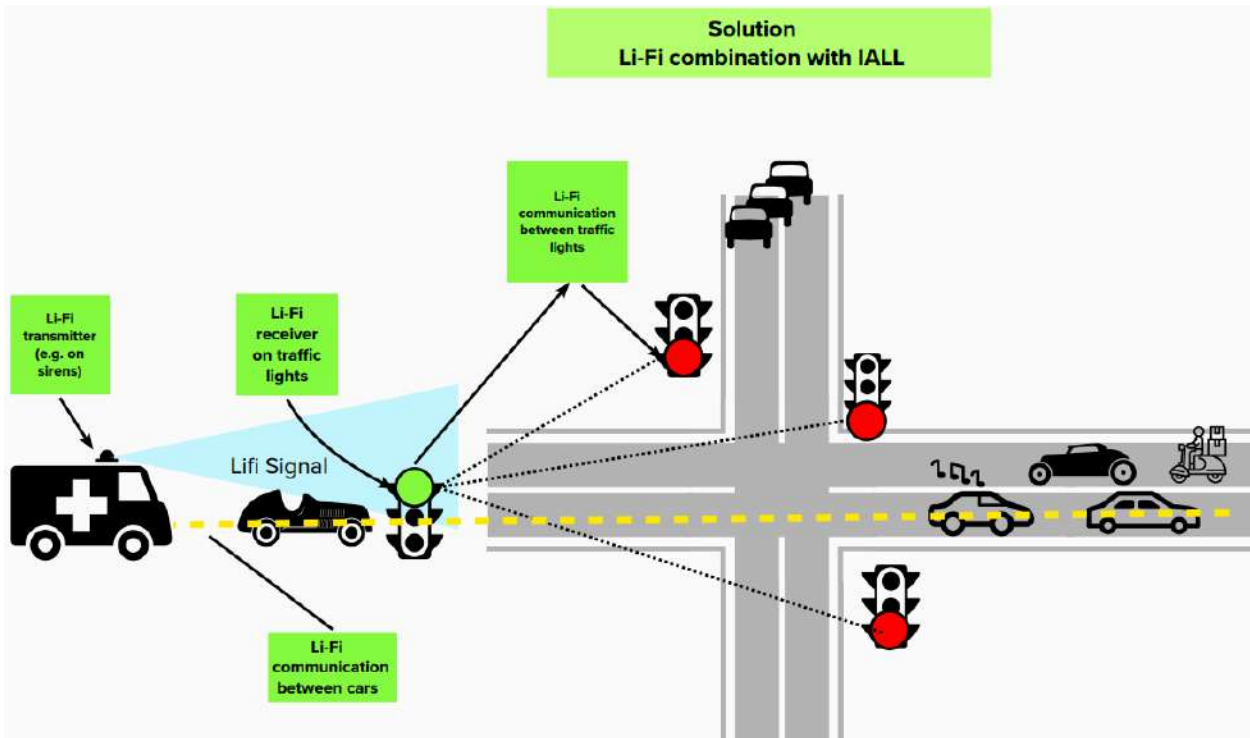 Solution
Li-Fi combination with IALL
Li-Fi
communication
between traffic
lights
Li-Fi
transmitter
(e.g. on
sirens)
Li-Fi
receiver
on traffic
lights
Lifi Signal
Li-Fi
communication
between cars